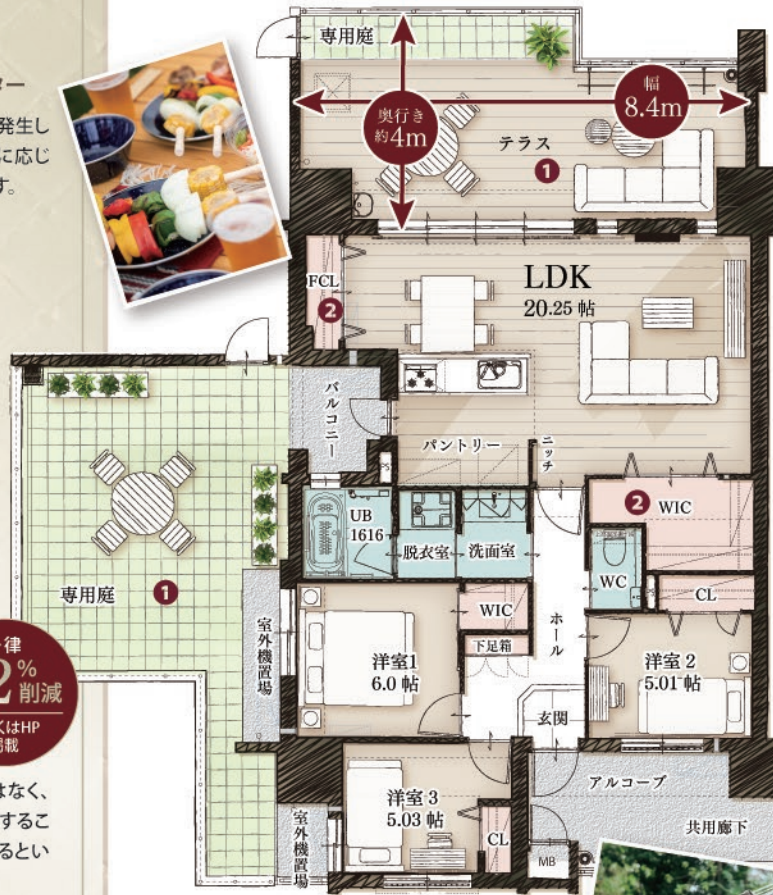 ター
発生し
に応じ
す。
専用庭
奥行き
約4m
幅
8.4m
テラス
1
FCL
2
LDK
20.25 帖
バルコニー
パントリー
ニッチ
PS
UB
1616
脱衣室
洗面室
2
WIC
WC
CL
専用庭
1
室外機置場
WIC
下足箱
ホール
洋室1
6.0 帖
洋室 2
5.01 帖
玄関
律
2%
削減
くはHP
掲載
洋室 3
5.03 帖
CL
アルコープ
共用廊下
MB
室外機置場
はなく、
するこ
るとい